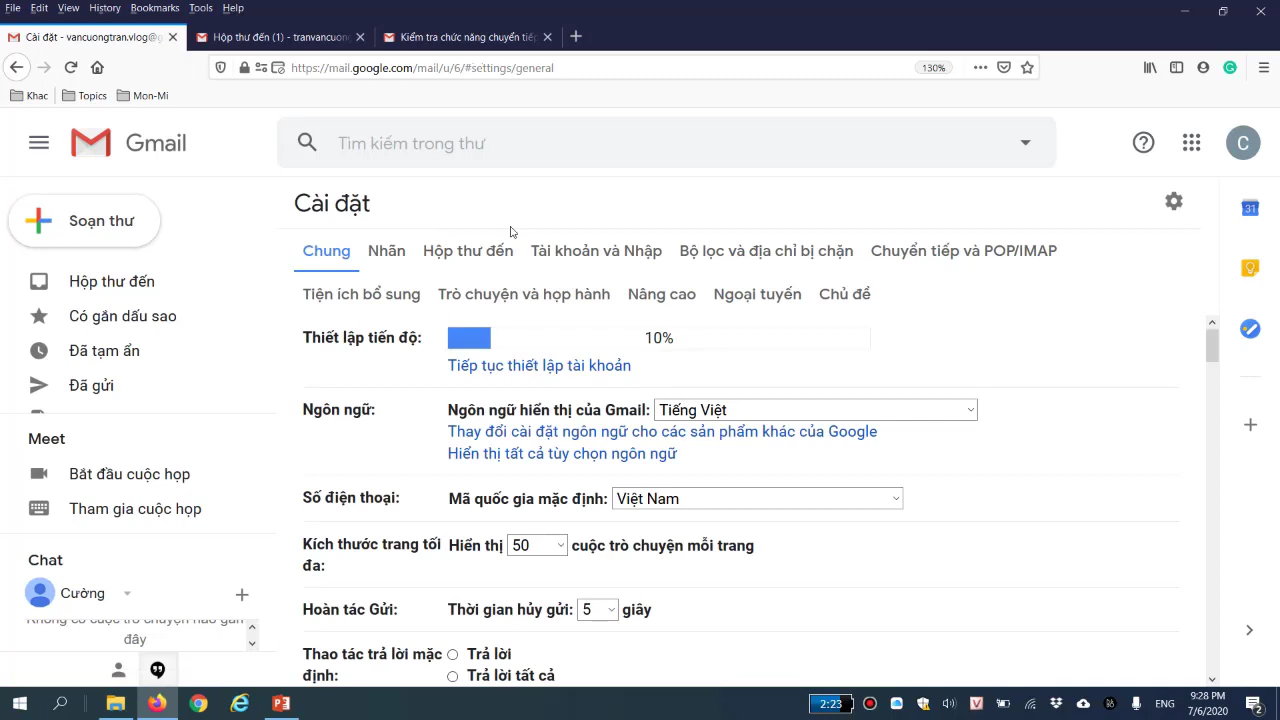 File Edit View History Bookmarks Tools Help
Cài đặt - vancuongtran.vlog@g
Hộp thư đến (1) - tranvancuon
Kiểm tra chức năng chuyển tiếp
https://mail.google.com/mail/u/6/#settings/general
130%
Khac Topics Mon-Mi
Gmail
Tìm kiếm trong thư
C
Soạn thư
Hộp thư đến
Có gắn dấu sao
Đã tạm ẩn
Đã gửi
Meet
Bắt đầu cuộc họp
Tham gia cuộc họp
Chat
Cường
Không có cuộc trò chuyện nào gần
đây
Cài đặt
Chung Nhãn Hộp thư đến Tài khoản và Nhập Bộ lọc và địa chỉ bị chặn Chuyển tiếp và POP/IMAP
Tiện ích bổ sung Trò chuyện và họp hành Nâng cao Ngoại tuyến Chủ đề
Thiết lập tiến độ: 10%
Tiếp tục thiết lập tài khoản
Ngôn ngữ: Ngôn ngữ hiển thị của Gmail: Tiếng Việt
Thay đổi cài đặt ngôn ngữ cho các sản phẩm khác của Google
Hiển thị tất cả tùy chọn ngôn ngữ
Số điện thoại: Mã quốc gia mặc định: Việt Nam
Kích thước trang tối Hiển thị 50 cuộc trò chuyện mỗi trang
đa:
Hoàn tác Gửi: Thời gian hủy gửi: 5 giây
Thao tác trả lời mặc Trả lời
định: Trả lời tất cả
31
2:23
ENG
9:28 PM
7/6/2020
2